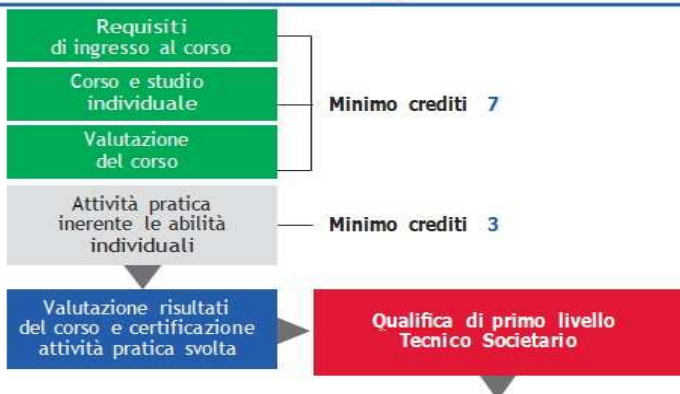 Requisiti
di ingresso al corso
Corso e studio
individuale
Minimo crediti 7
Valutazione
del corso
Attività pratica
inerente le abilità
individuali
Minimo crediti 3
Valutazione risultati
del corso e certificazione
attività pratica svolta
Qualifica di primo livello
Tecnico Societario